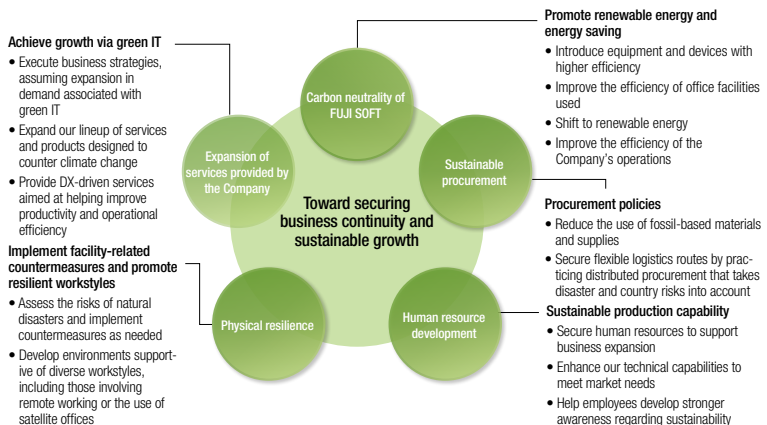 Achieve growth via green IT
• Execute business strategies,
assuming expansion in
demand associated with
green IT
• Expand our lineup of services
and products designed to
counter climate change
• Provide DX-driven services
aimed at helping improve
productivity and operational
efficiency
Implement facility-related
countermeasures and promote
resilient workstyles
• Assess the risks of natural
disasters and implement
countermeasures as needed
• Develop environments support-
ive of diverse workstyles,
including those involving
remote working or the use of
satellite offices
Carbon neutrality of
FUJI SOFT
Expansion of
services provided by
the Company
Sustainable
procurement
Toward securing
business continuity and
sustainable growth
Physical resilience
Human resource
development
Promote renewable energy and
energy saving
• Introduce equipment and devices with
higher efficiency
• Improve the efficiency of office facilities
used
• Shift to renewable energy
• Improve the efficiency of the
Company's operations
Procurement policies
• Reduce the use of fossil-based materials
and supplies
• Secure flexible logistics routes by prac-
ticing distributed procurement that takes
disaster and country risks into account
Sustainable production capability
• Secure human resources to support
business expansion
• Enhance our technical capabilities to
meet market needs
• Help employees develop stronger
awareness regarding sustainability